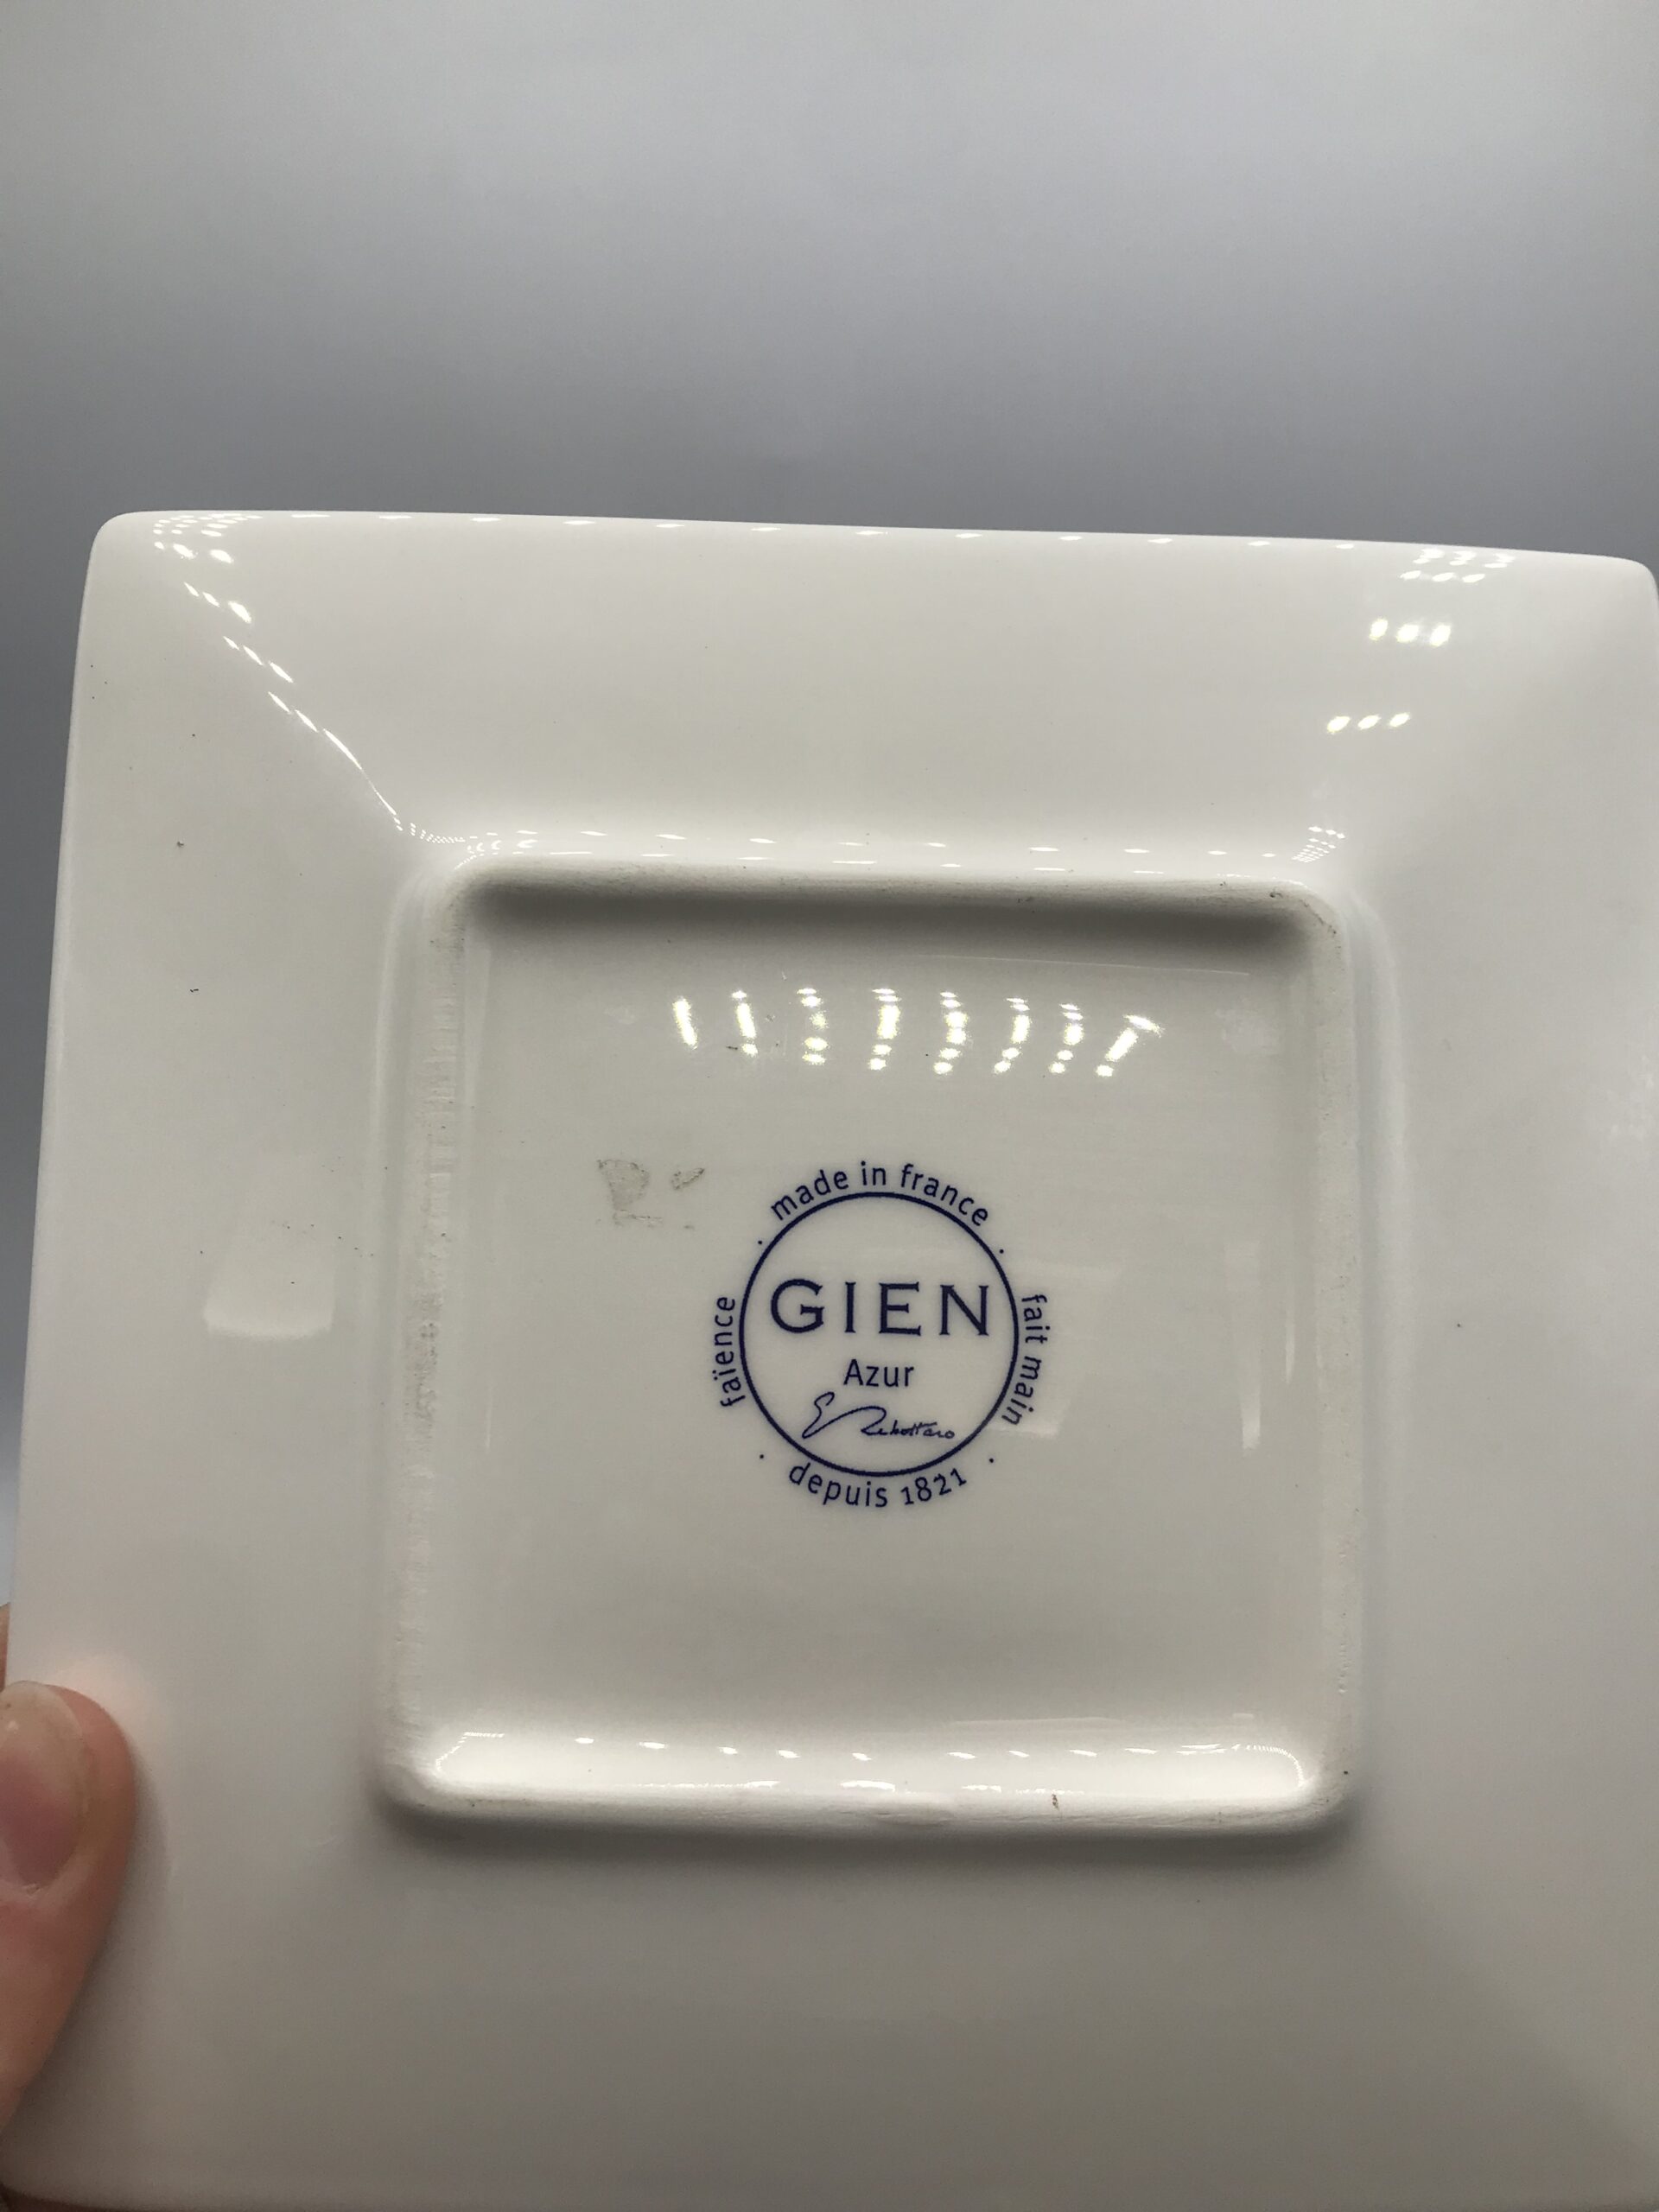 made in france
faïence
GIEN
fait main
Azur
depuis 1821